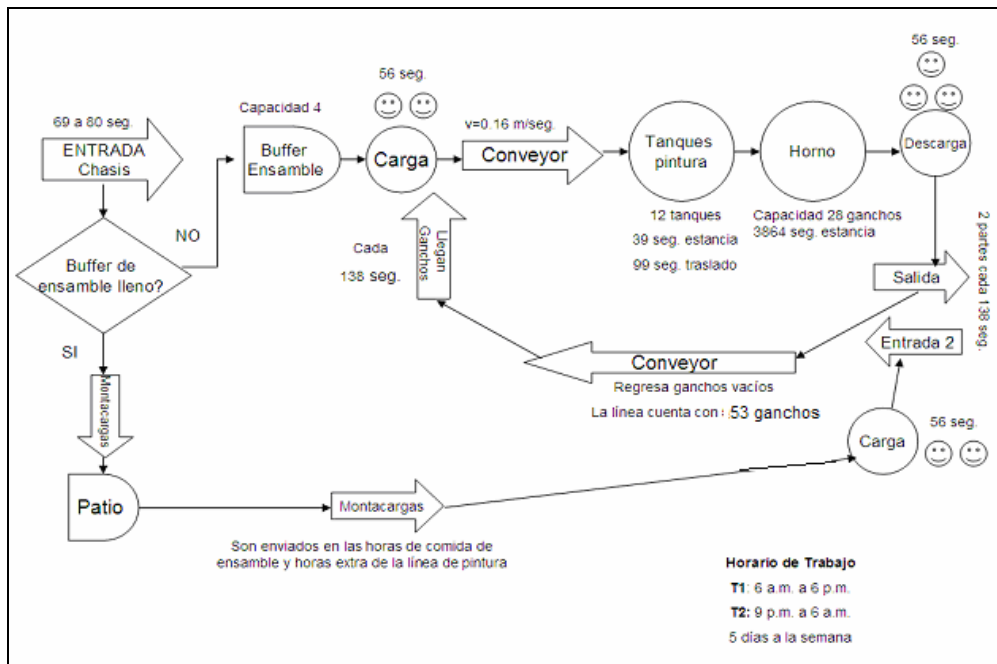 69 a 80 seg.
ENTRADA
Chasis
Buffer de
ensamble lleno?
NO
SI
Montacargas
Patio
Capacidad 4
Buffer
Ensamble
56 seg.
Carga
v=0.16 m/seg.
Conveyor
Tanques
pintura
12 tanques
39 seg. estancia
99 seg. traslado
Horno
Capacidad 28 ganchos
3864 seg. estancia
56 seg.
Descarga
2 partes cada 138 seg.
Salida
Entrada 2
Cada
138 seg.
Llegan
Ganchos
Conveyor
Regresa ganchos vacíos
La línea cuenta con: 53 ganchos
Carga
56 seg.
Montacargas
Son enviados en las horas de comida de
ensamble y horas extra de la línea de pintura
Horario de Trabajo
T1: 6 a.m. a 6 p.m.
T2: 9 p.m. a 6 a.m.
5 días a la semana